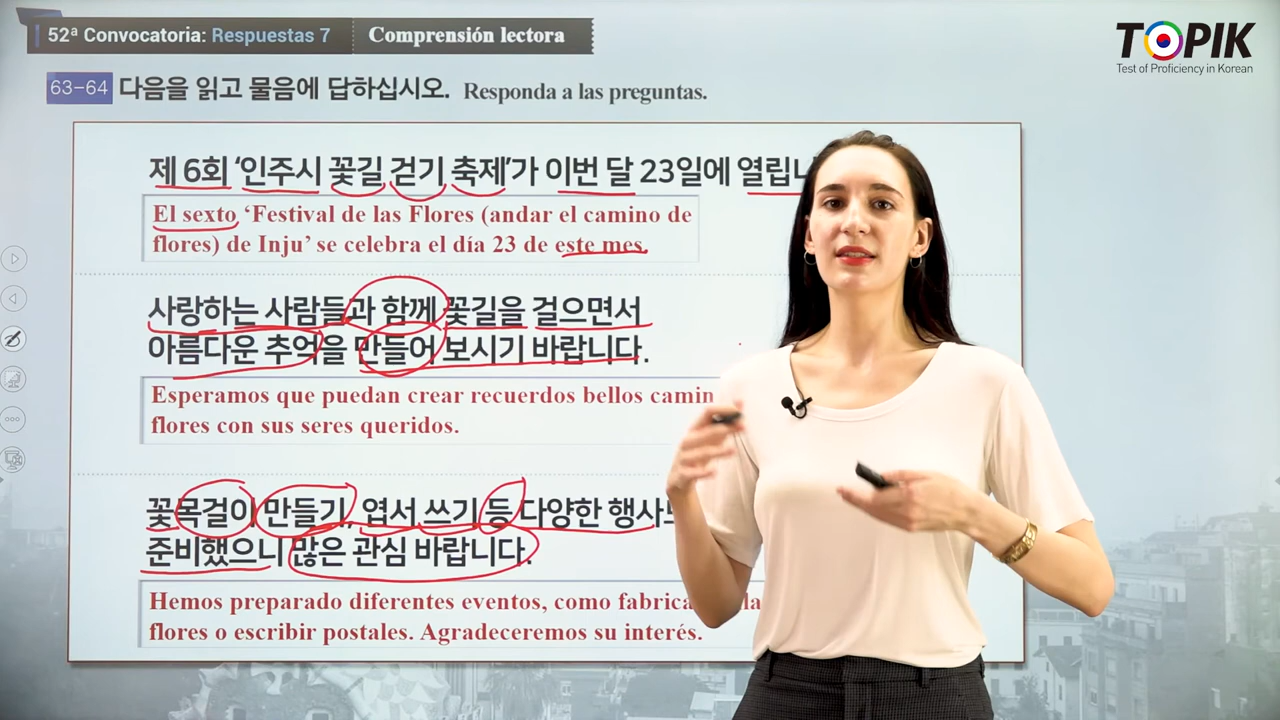 52ª Convocatoria: Respuestas 7 Comprensión lectora
TOPIK
Test of Proficiency in Korean
63-64 다음을 읽고 물음에 답하십시오. Responda a las preguntas.
제 6회 ‘인주시 꽃길 걷기 축제’가 이번 달 23일에
El sexto ‘Festival de las Flores (andar el camino de
flores) de Inju’ se celebra el día 23 de este mes.
사랑하는 사람들과 함께 꽃길을 걸으면서
아름다운 추억을 만들어 보시기 바랍니다.
Esperamos que puedan crear recuerdos bellos
flores con sus seres queridos.
꽃목걸이 만들기, 엽서 쓰기 등 다양한
준비했으니 많은 관심 바랍니다.
Hemos preparado diferentes eventos, como
flores o escribir postales. Agradeceremos su interés.